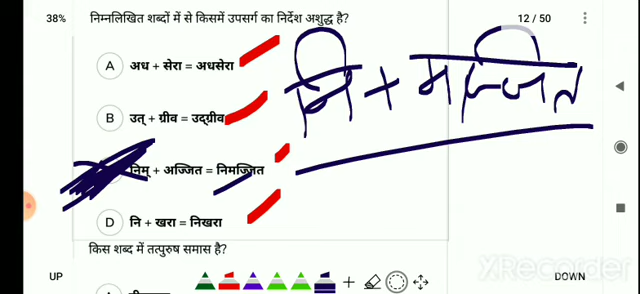 38% निम्नलिखित शब्दों में से किसमें उपसर्ग का निर्देश अशुद्ध है? 12 / 50
A अध + सेरा = अधसेरा
B उत् + ग्रीव = उद्ग्रीव
नि + मज्जित
निम् + अज्जित = निमज्जित
D नि + खरा = निखरा
किस शब्द में तत्पुरुष समास है?
UP DOWN
XRecorder